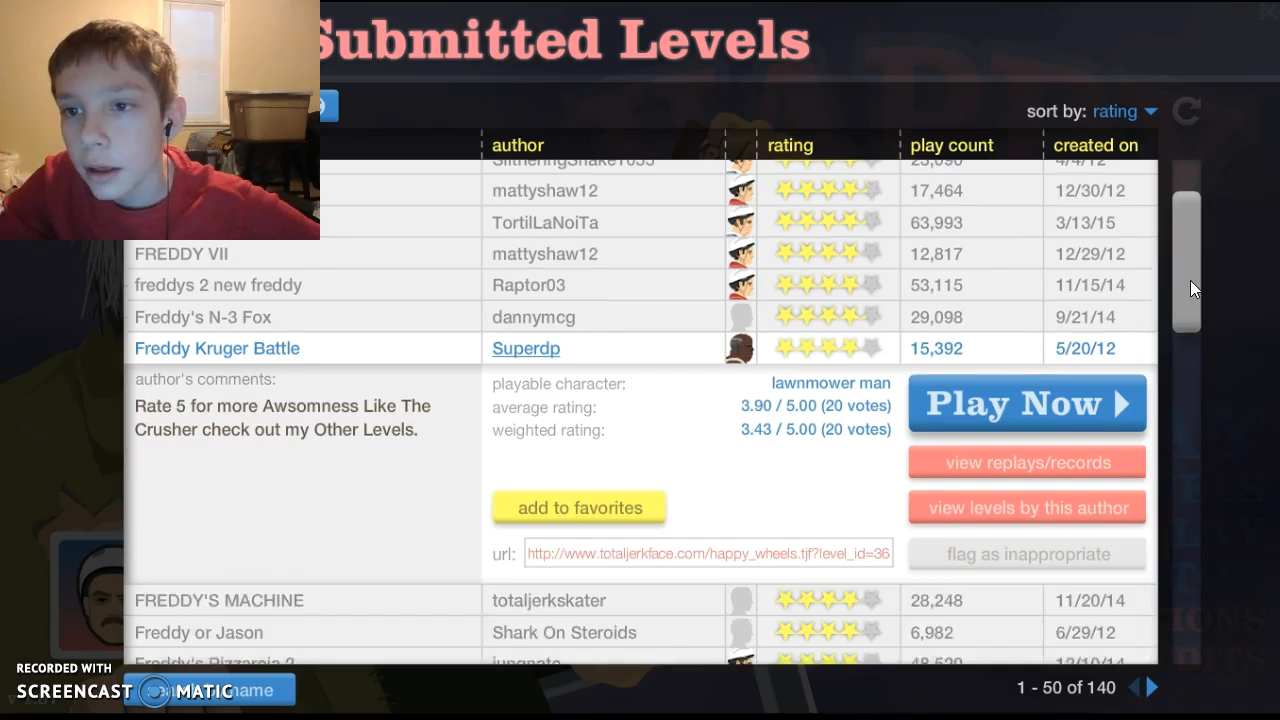 Submitted Levels
sort by: rating
author rating play count created on
mattyshaw12 17,464 12/30/12
TortilLaNoiTa 63,993 3/13/15
FREDDY VII mattyshaw12 12,817 12/29/12
freddys 2 new freddy Raptor03 53,115 11/15/14
Freddy's N-3 Fox dannymcg 29,098 9/21/14
Freddy Kruger Battle Superdp 15,392 5/20/12
author's comments:
Rate 5 for more Awsomness Like The
Crusher check out my Other Levels.
playable character: lawnmower man
average rating: 3.90 / 5.00 (20 votes)
weighted rating: 3.43 / 5.00 (20 votes)
Play Now
view replays/records
add to favorites
view levels by this author
url: http://www.totaljerkface.com/happy_wheels.tjf?level_id=36
flag as inappropriate
FREDDY'S MACHINE totaljerkskater 28,248 11/20/14
Freddy or Jason Shark On Steroids 6,982 6/29/12
RECORDED WITH
SCREENCAST MATIC
name
1 - 50 of 140